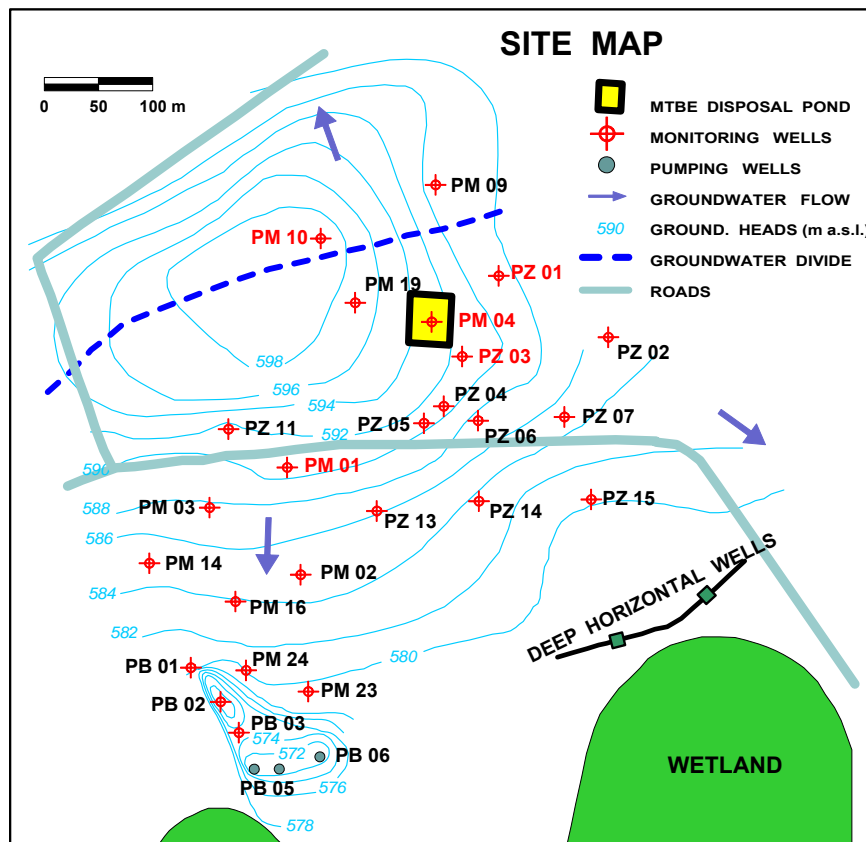 SITE MAP
0 50 100 m
MTBE DISPOSAL POND
MONITORING WELLS
PUMPING WELLS
GROUNDWATER FLOW
590 GROUND. HEADS (m a.s.l.)
GROUNDWATER DIVIDE
ROADS
PM 09
PM 10
PZ 01
PM 19
PM 04
PZ 02
PZ 03
598
596
594
PZ 04
PZ 05
PZ 07
PZ 11
592
PZ 06
590
PM 01
588
PM 03
PZ 13
PZ 14
PZ 15
586
PM 14
PM 02
DEEP HORIZONTAL WELLS
584
PM 16
582
580
PB 01
PM 24
PM 23
PB 02
PB 03
574
572
PB 06
PB 05
576
578
WETLAND